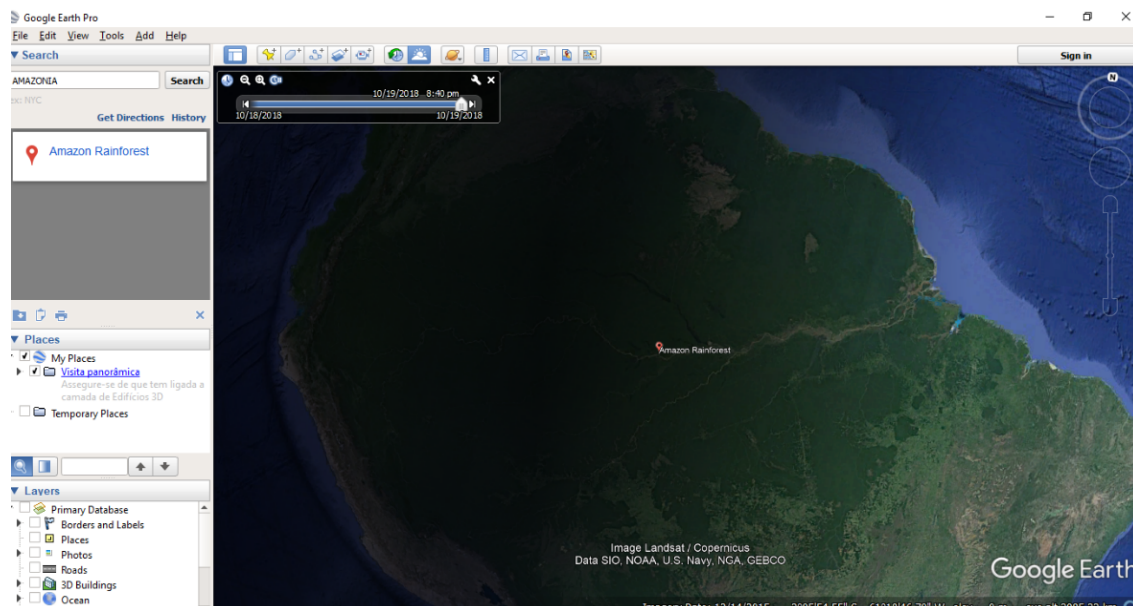 Google Earth Pro
File Edit View Tools Add Help
Search
AMAZONIA Search
ex: NYC
Get Directions History
Amazon Rainforest
Places
My Places
Visita panorâmica
Assegure-se de que tem ligada a
camada de Edifícios 3D
Temporary Places
Layers
Primary Database
Borders and Labels
Places
Photos
Roads
3D Buildings
Ocean
Sign in
10/19/2018 8:40 pm
10/18/2018 10/19/2018
N
Amazon Rainforest
Image Landsat / Copernicus
Data SIO, NOAA, U.S. Navy, NGA, GEBCO
Google Earth